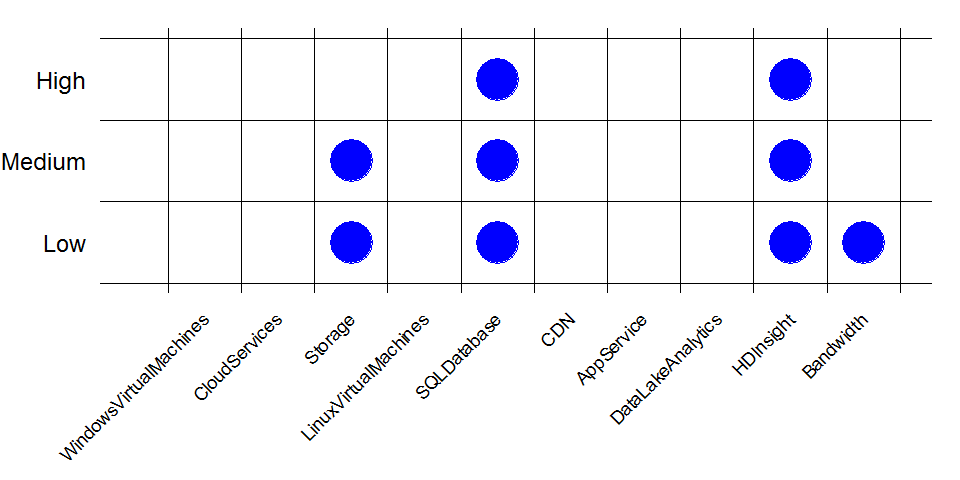 High
Medium
Low
WindowsVirtualMachines
CloudServices
Storage
LinuxVirtualMachines
SQLDatabase
CDN
AppService
DataLakeAnalytics
HDInsight
Bandwidth